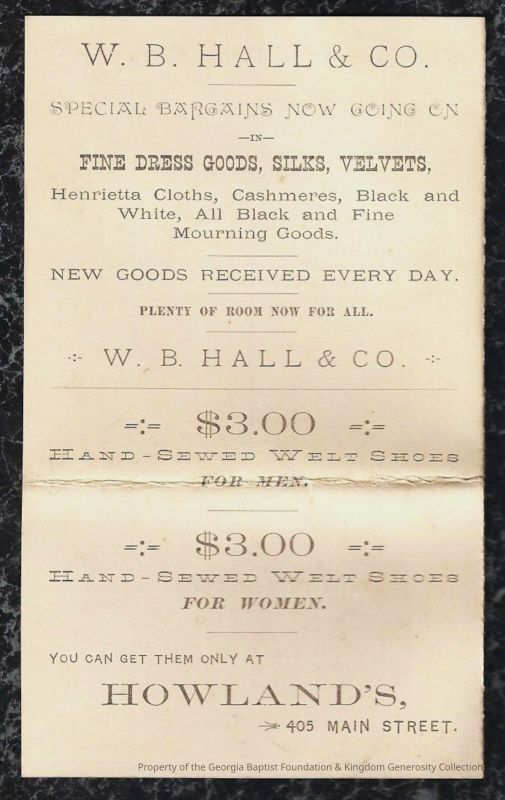 W. B. HALL & CO.
SPECIAL BARGAINS NOW GOING ON
—IN—
FINE DRESS GOODS, SILKS, VELVETS,
Henrietta Cloths, Cashmeres, Black and
White, All Black and Fine
Mourning Goods.
NEW GOODS RECEIVED EVERY DAY.
PLENTY OF ROOM NOW FOR ALL.
W. B. HALL & CO.
$3.00
HAND-SEWED WELT SHOES
FOR MEN.
$3.00
HAND-SEWED WELT SHOES
FOR WOMEN.
YOU CAN GET THEM ONLY AT
HOWLAND'S,
405 MAIN STREET.
Property of the Georgia Baptist Foundation & Kingdom Generosity Collection